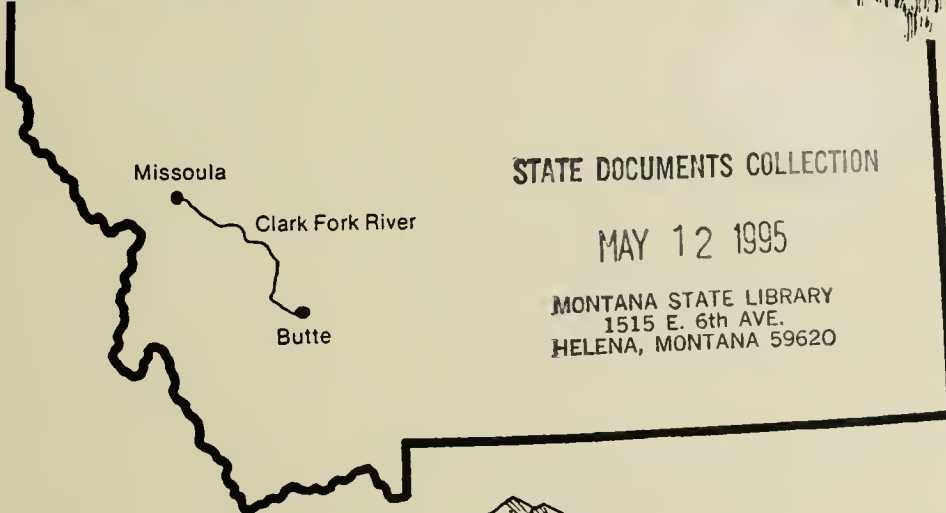 Missoula
Clark Fork River
Butte
STATE DOCUMENTS COLLECTION
MAY 12 1995
MONTANA STATE LIBRARY
1515 E. 6th AVE.
HELENA, MONTANA 59620